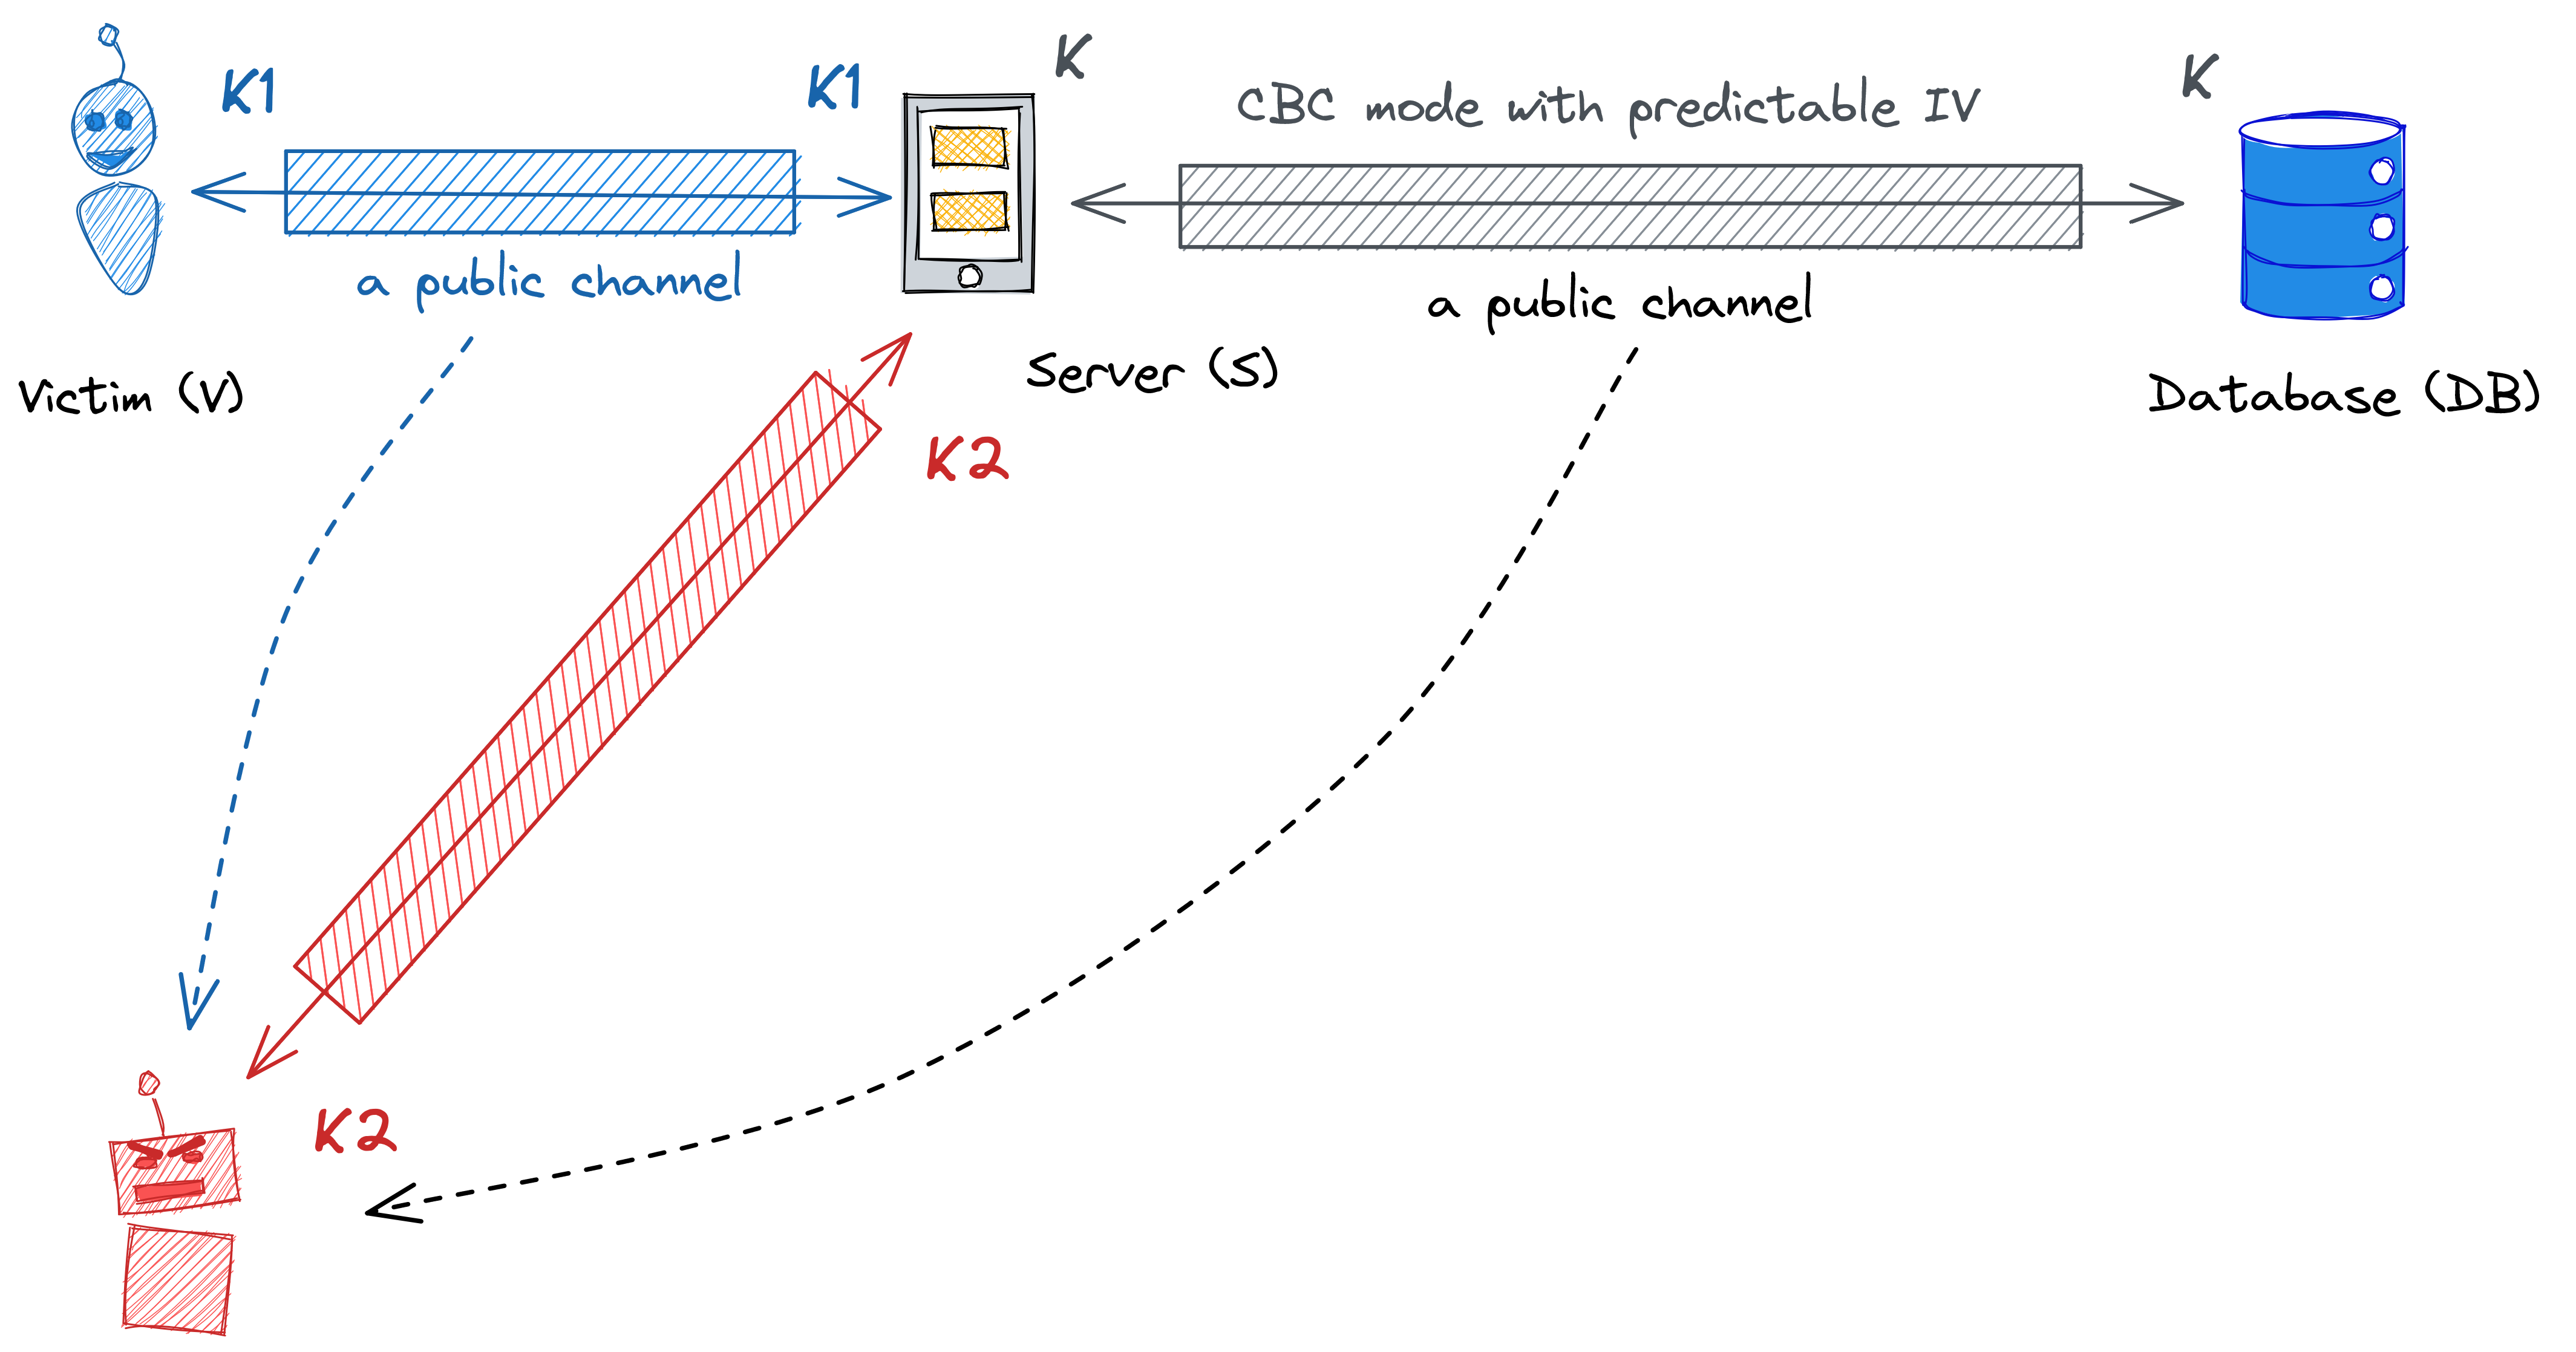 K1
K1
K
CBC mode with predictable IV
K
a public channel
a public channel
Victim (V)
Server (S)
Database (DB)
K2
K2